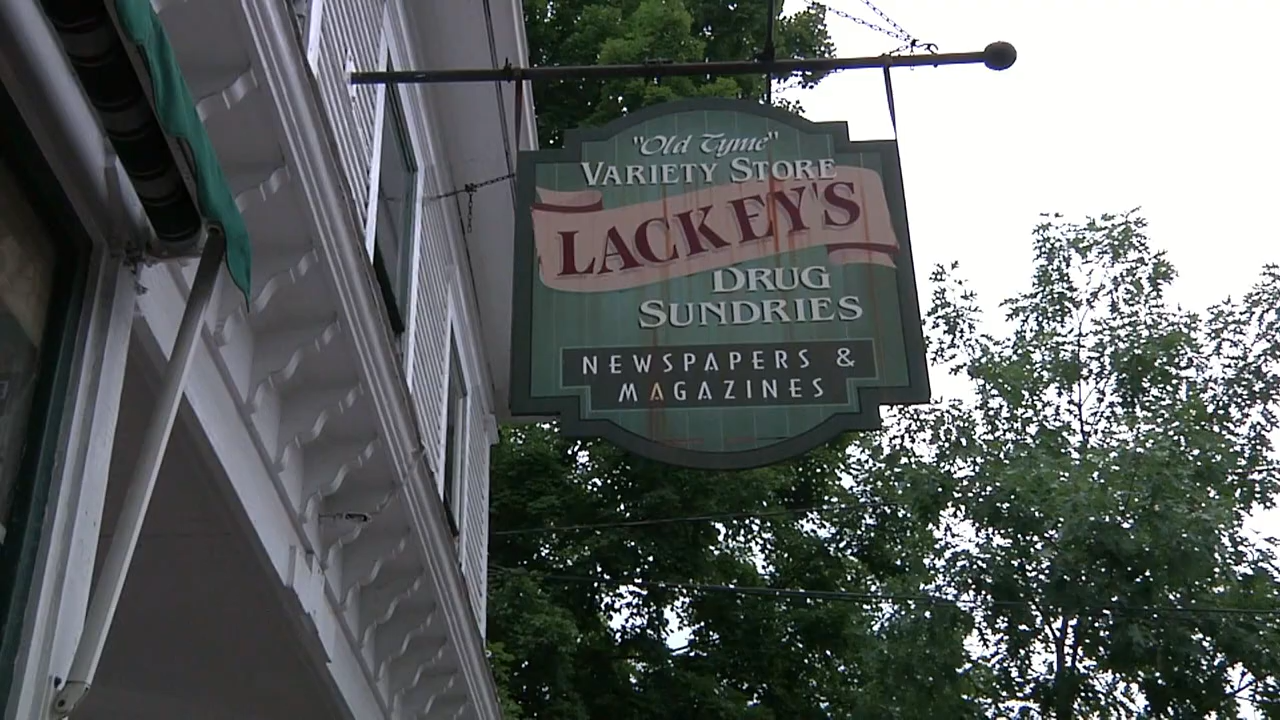 "Old Tyme"
VARIETY STORE
LACKEY'S
DRUG
SUNDRIES
NEWSPAPERS &
MAGAZINES